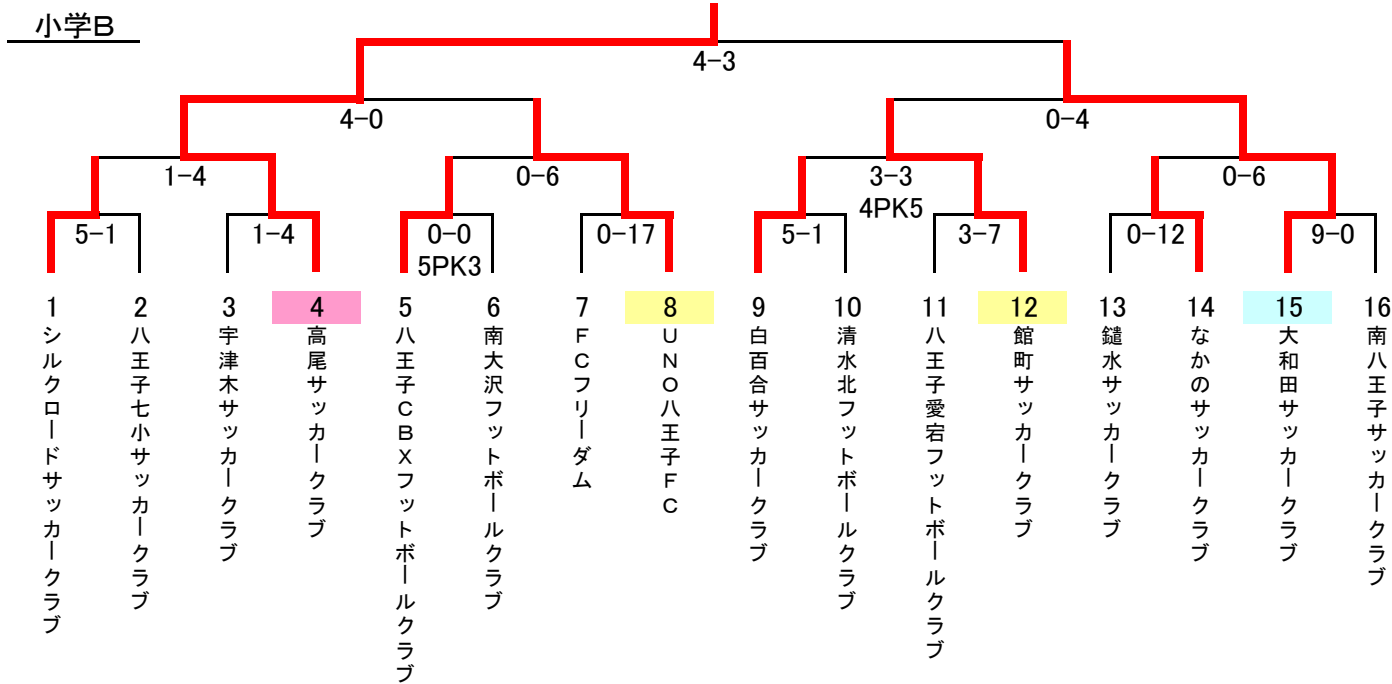 小学B
4-3
4-0
0-4
1-4
0-6
3-3
4PK5
0-6
5-1
1-4
0-0
5PK3
0-17
5-1
3-7
0-12
9-0
1
シルクロードサッカークラブ
2
八王子七小サッカークラブ
3
宇津木サッカークラブ
4
高尾サッカークラブ
5
八王子CBXフットボールクラブ
6
南大沢フットボールクラブ
7
FCフリーダム
8
UNO八王子FC
9
白百合サッカークラブ
10
清水北フットボールクラブ
11
八王子愛宕フットボールクラブ
12
館町サッカークラブ
13
鑓水サッカークラブ
14
なかのサッカークラブ
15
大和田サッカークラブ
16
南八王子サッカークラブ